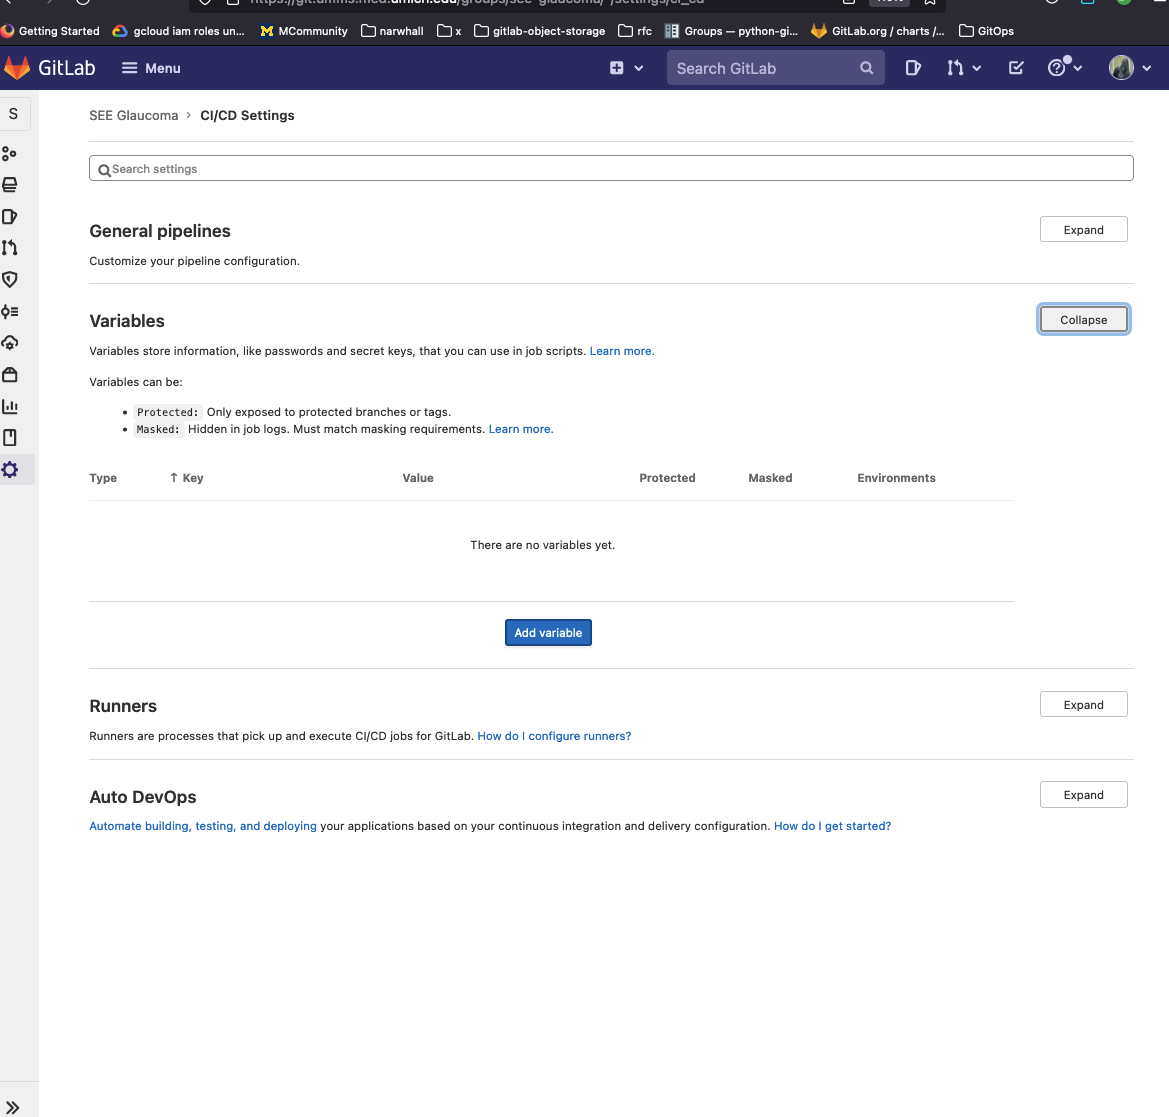 Getting Started
gcloud iam roles un...
MCommunity
narwhall
x
gitlab-object-storage
rfc
Groups — python-gi...
GitLab.org / charts /...
GitOps
GitLab
Menu
Search GitLab
S
SEE Glaucoma › CI/CD Settings
Search settings
General pipelines
Expand
Customize your pipeline configuration.
Variables
Collapse
Variables store information, like passwords and secret keys, that you can use in job scripts. Learn more.
Variables can be:
• Protected: Only exposed to protected branches or tags.
• Masked: Hidden in job logs. Must match masking requirements. Learn more.
Type ↑ Key Value Protected Masked Environments
There are no variables yet.
Add variable
Runners
Expand
Runners are processes that pick up and execute CI/CD jobs for GitLab. How do I configure runners?
Auto DevOps
Expand
Automate building, testing, and deploying your applications based on your continuous integration and delivery configuration. How do I get started?